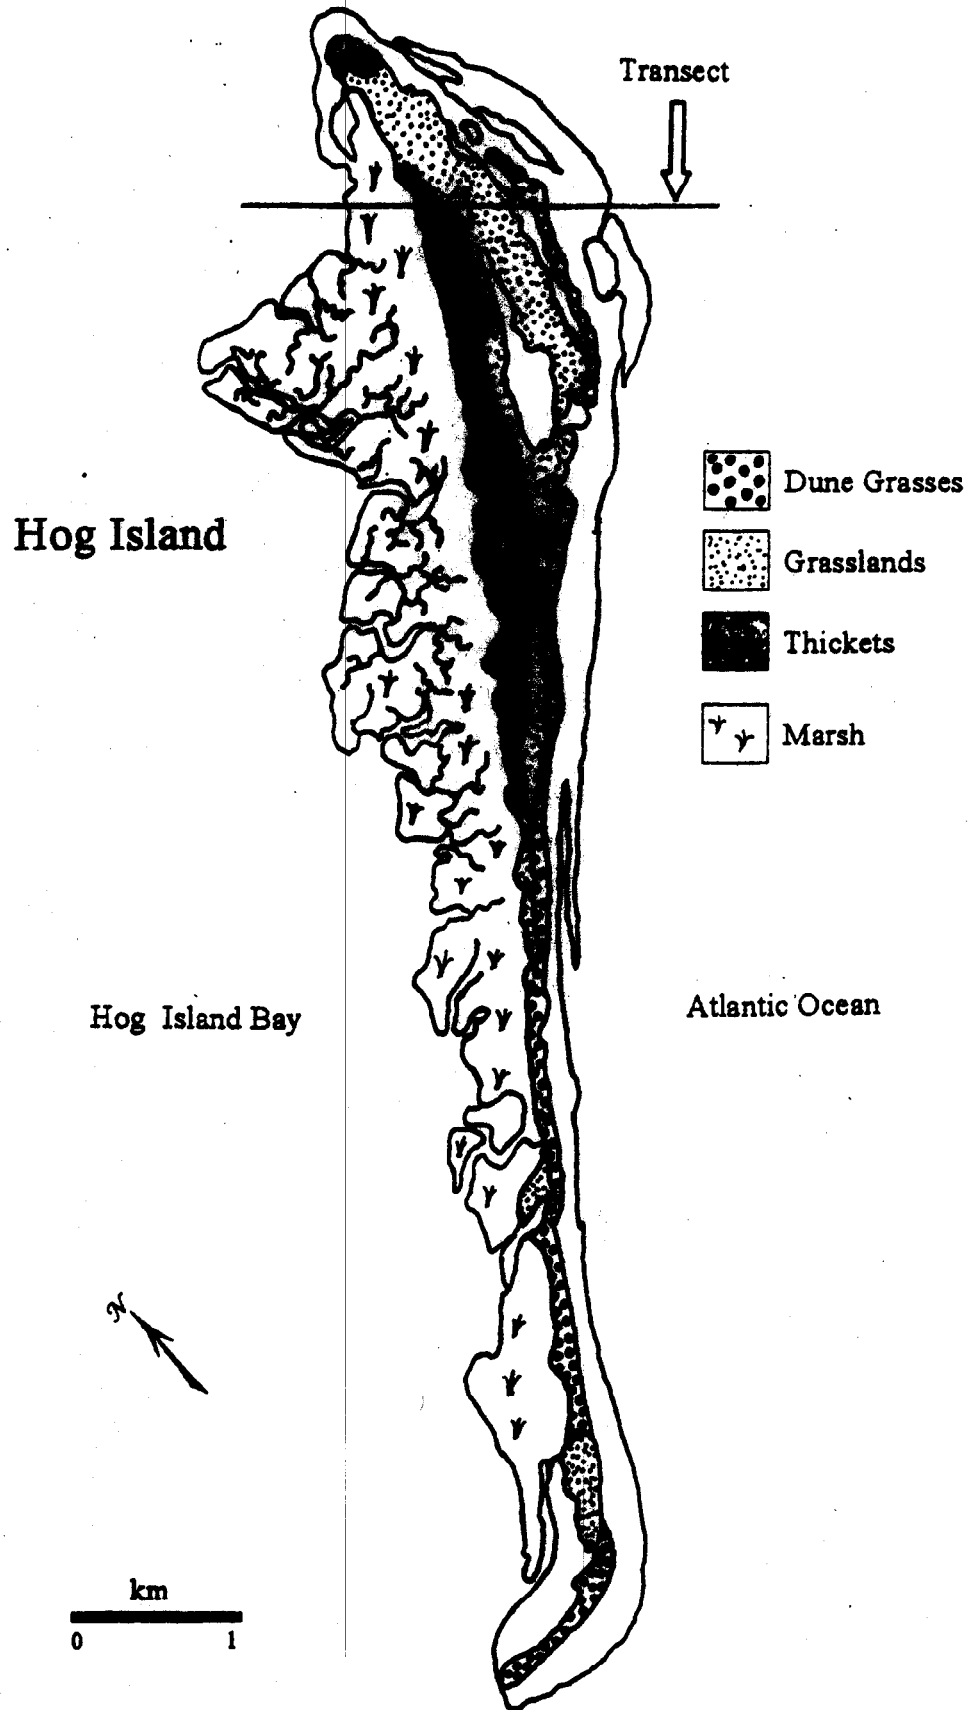 Transect
Dune Grasses
Hog Island
Grasslands
Thickets
Marsh
Hog Island Bay
Atlantic Ocean
N
km
0 1